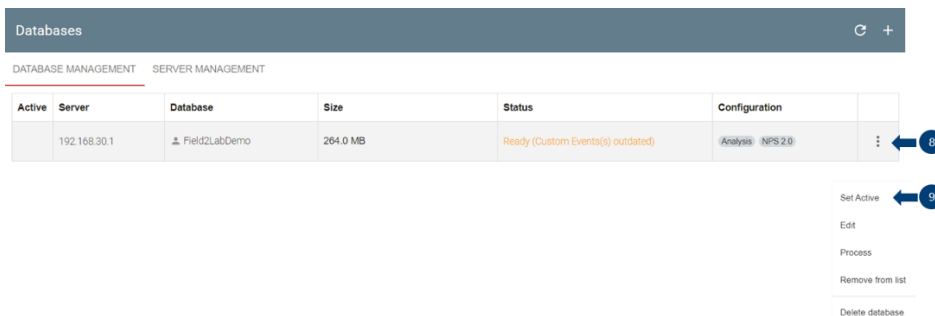 Databases
DATABASE MANAGEMENT SERVER MANAGEMENT
Active Server Database Size Status Configuration
192.168.30.1 Field2LabDemo 264.0 MB Ready (Custom Events(s) outdated) Analysis NPS 2.0
8
Set Active
9
Edit
Process
Remove from list
Delete database